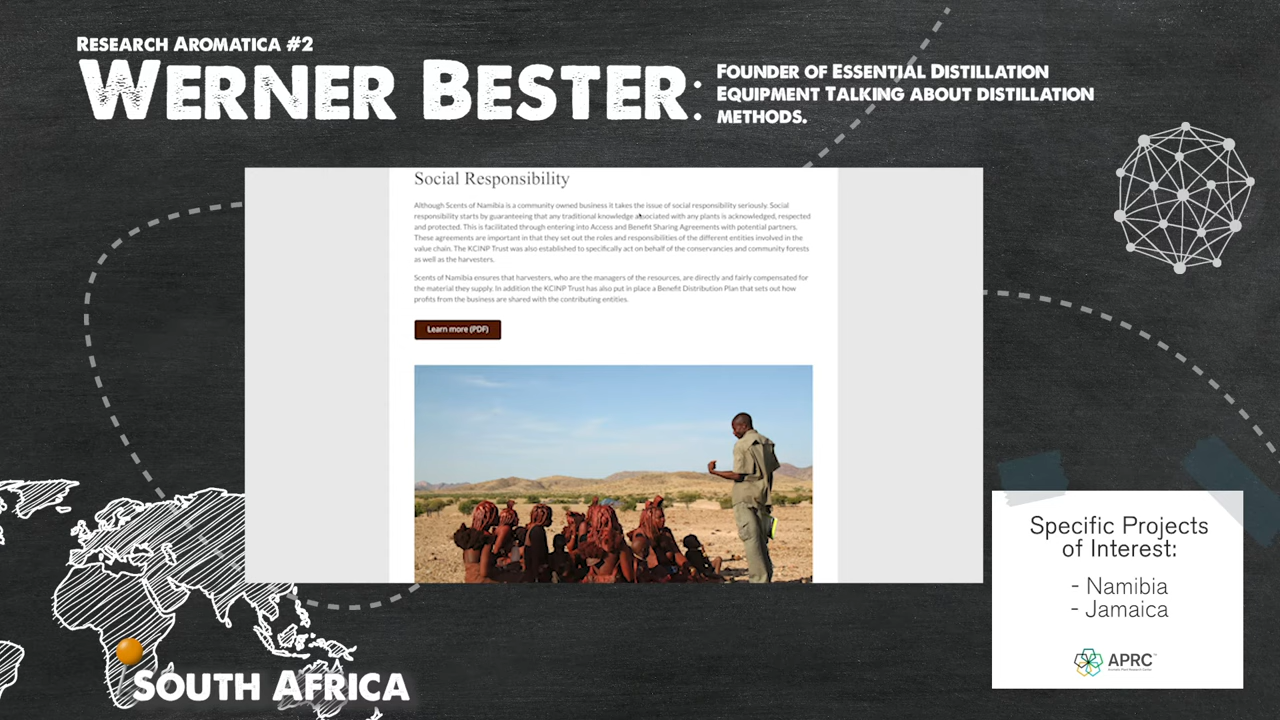 Research Aromatica #2
Werner Bester:
Founder of Essential Distillation
Equipment Talking about distillation
methods.
Social Responsibility
Although Scents of Namibia is a community owned business it takes the issue of social responsibility seriously. Social
responsibility starts by guaranteeing that any traditional knowledge associated with any plants is acknowledged, respected
and protected. This is facilitated through entering into Access and Benefit Sharing Agreements with potential partners.
These agreements are important in that they set out the roles and responsibilities of the different entities involved in the
value chain. The KCINP Trust was also established to specifically act on behalf of the conservancies and community forests
as well as the harvesters.
Scents of Namibia ensures that harvesters, who are the managers of the resources, are directly and fairly compensated for
the material they supply. In addition the KCINP Trust has also put in place a Benefit Distribution Plan that sets out how
profits from the business are shared with the contributing entities.
Learn more (PDF)
Specific Projects
of Interest:
- Namibia
- Jamaica
APRC
South Africa